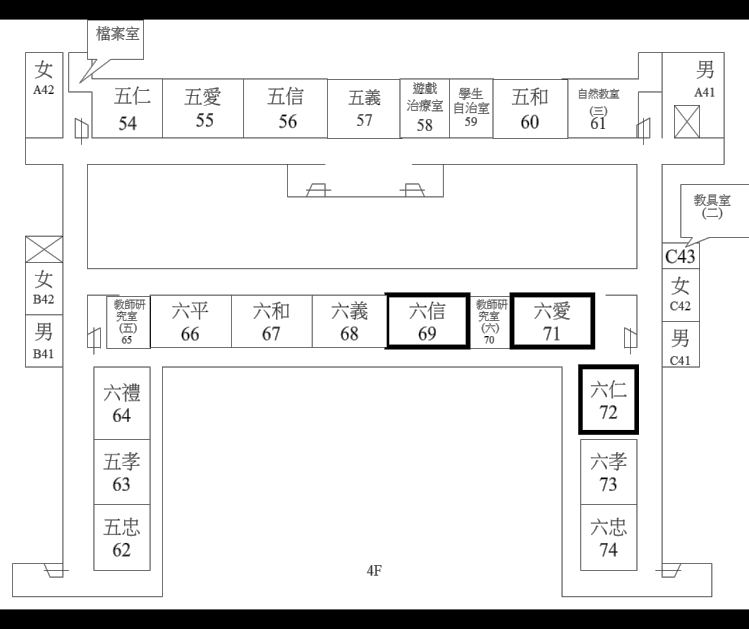 檔案室
女
A42
五仁
54
五愛
55
五信
56
五義
57
遊戲
治療室
58
學生
自治室
59
五和
60
自然教室
(三)
61
男
A41
教具室
(二)
C43
女
B42
男
B41
教師研
究室
(五)
65
六平
66
六和
67
六義
68
六信
69
教師研
究室
(六)
70
六愛
71
女
C42
男
C41
六禮
64
五孝
63
五忠
62
六仁
72
六孝
73
六忠
74
4F